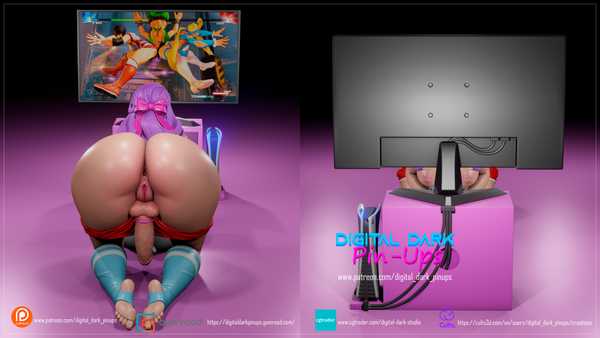 DIGITAL DARK
Pin-Ups
www.patreon.com/digital_dark_pinups
www.patreon.com/digital_dark_pinups
https://digitaldarkpinups.gumroad.com/
cgtrader
www.cgtrader.com/digital-dark-studio
https://cults3d.com/en/users/digital_dark_pinups/creations